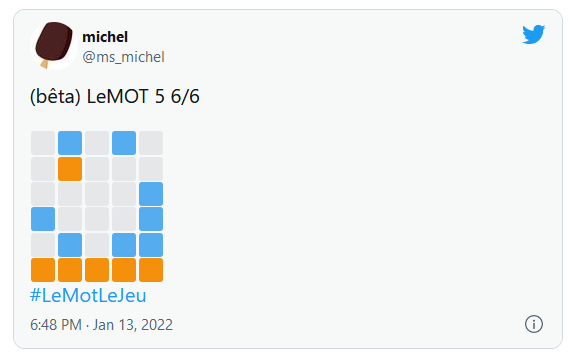 michel
@ms_michel
(bêta) LeMOT 5 6/6
#LeMotLeJeu
6:48 PM · Jan 13, 2022